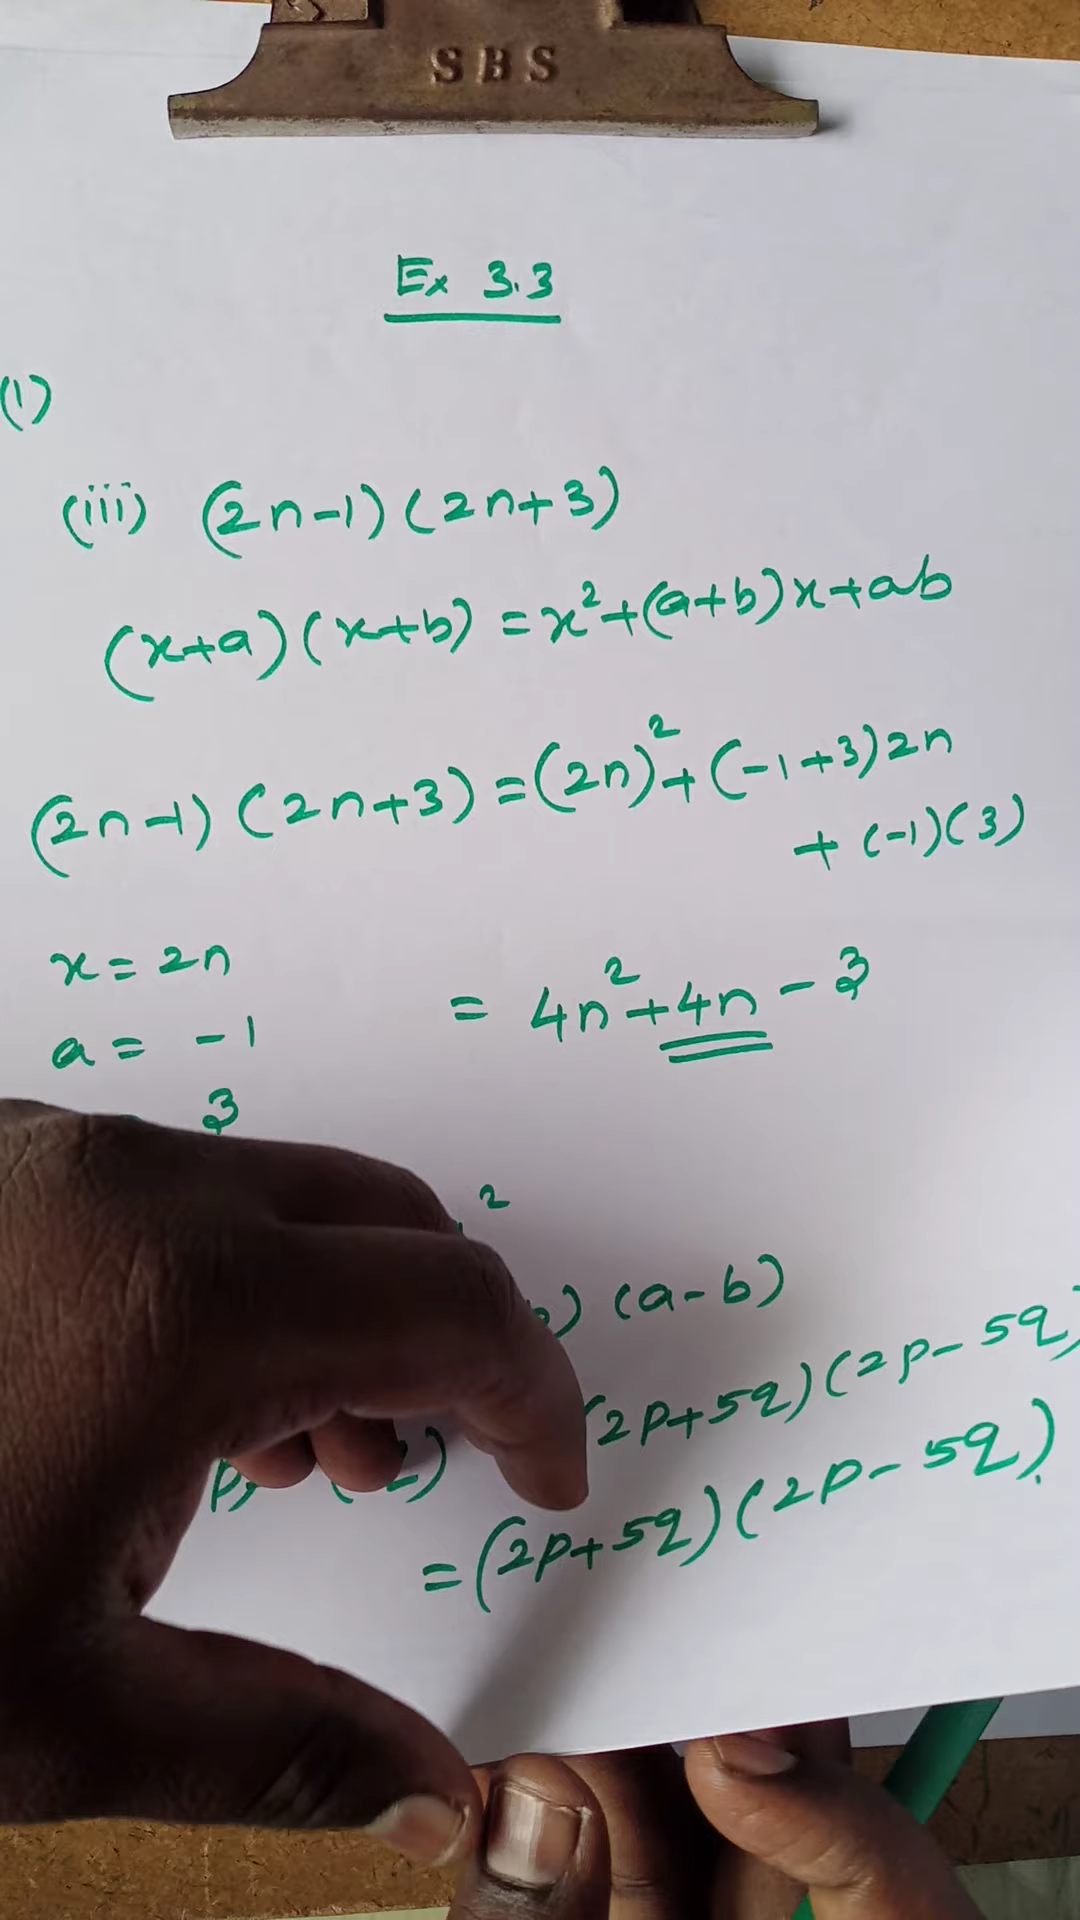 SBS
Ex 3.3
(1)
(iii) (2n-1)(2n+3)
(x+a)(x+b) = x²+(a+b)x+ab
(2n-1)(2n+3) = (2n)²+(-1+3)2n
+(-1)(3)
x = 2n
= 4n²+4n-3
a = -1
3
2
) (a-b)
(2p+5q)(2p-5q)
=(2p+5q)(2p-5q).